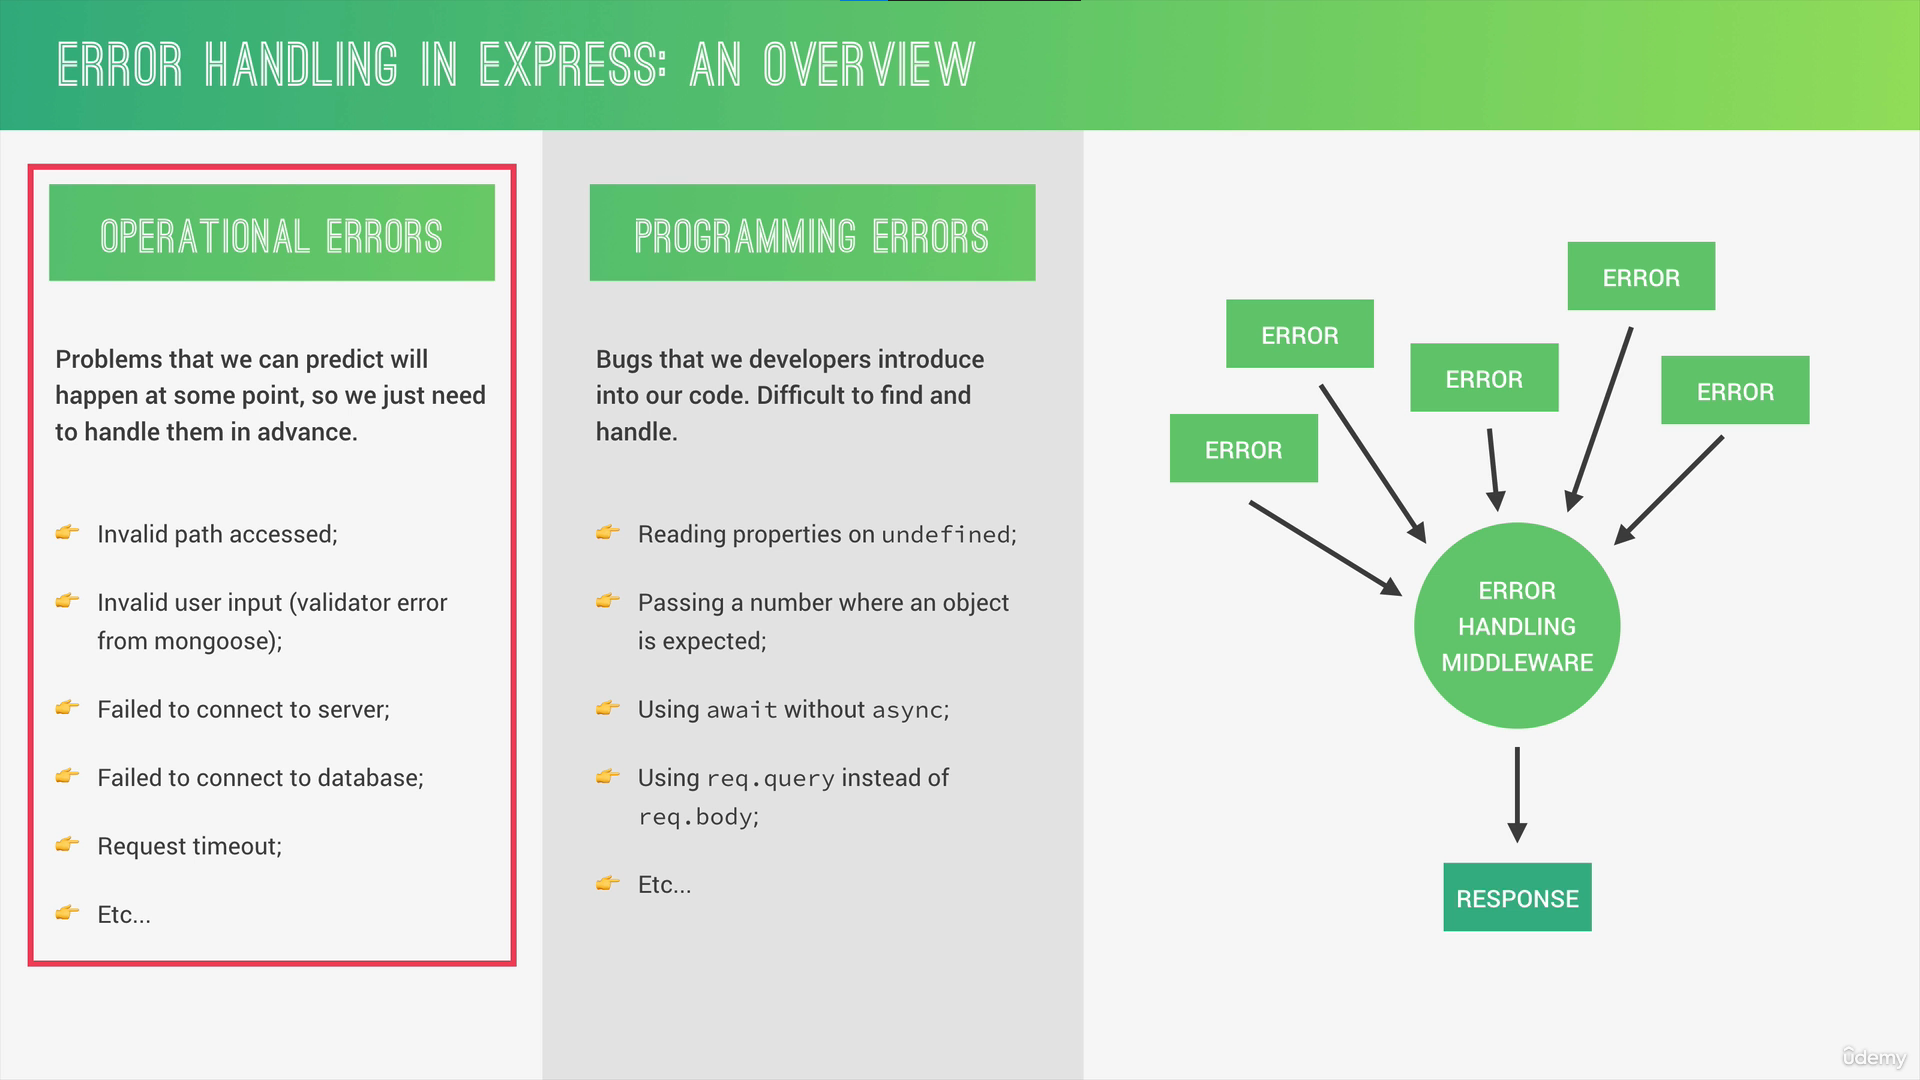 ERROR HANDLING IN EXPRESS: AN OVERVIEW
OPERATIONAL ERRORS
Problems that we can predict will
happen at some point, so we just need
to handle them in advance.
Invalid path accessed;
Invalid user input (validator error
from mongoose);
Failed to connect to server;
Failed to connect to database;
Request timeout;
Etc...
PROGRAMMING ERRORS
Bugs that we developers introduce
into our code. Difficult to find and
handle.
Reading properties on undefined;
Passing a number where an object
is expected;
Using await without async;
Using req.query instead of
req.body;
Etc...
ERROR
ERROR
ERROR
ERROR
ERROR
ERROR
HANDLING
MIDDLEWARE
RESPONSE
ûdemy